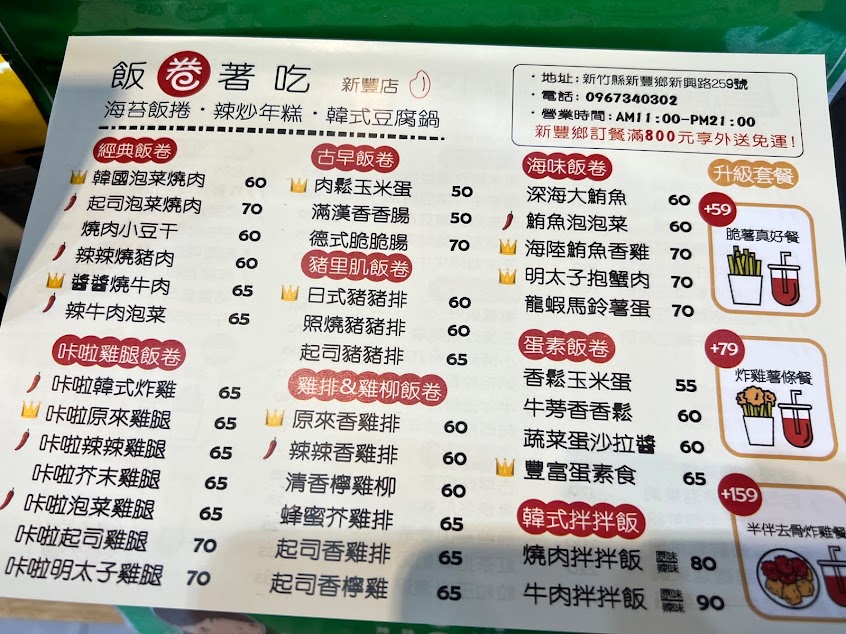 飯卷著吃 新豐店
海苔飯捲・辣炒年糕・韓式豆腐鍋
・地址: 新竹縣新豐鄉新興路259號
・電話: 0967340302
・營業時間: AM11:00-PM21:00
新豐鄉訂餐滿800元享外送免運!
經典飯卷
韓國泡菜燒肉 60
起司泡菜燒肉 70
燒肉小豆干 60
辣辣燒豬肉 60
醬醬燒牛肉 65
辣牛肉泡菜 65
咔啦雞腿飯卷
咔啦韓式炸雞 65
咔啦原來雞腿 65
咔啦辣辣雞腿 65
咔啦芥末雞腿 65
咔啦泡菜雞腿 65
咔啦起司雞腿 70
咔啦明太子雞腿 70
古早飯卷
肉鬆玉米蛋 50
滿漢香香腸 50
德式脆脆腸 70
豬里肌飯卷
日式豬豬排 60
照燒豬豬排 60
起司豬豬排 65
雞排&雞柳飯卷
原來香雞排 60
辣辣香雞排 60
清香檸雞柳 60
蜂蜜芥雞排 65
起司香雞排 65
起司香檸雞 65
海味飯卷
深海大鮪魚 60
鮪魚泡泡菜 60
海陸鮪魚香雞 70
明太子抱蟹肉 70
龍蝦馬鈴薯蛋 70
蛋素飯卷
香鬆玉米蛋 55
牛蒡香香鬆 60
蔬菜蛋沙拉醬 60
豐富蛋素食 65
韓式拌拌飯
燒肉拌拌飯 原味 辣味 80
牛肉拌拌飯 原味 辣味 90
升級套餐
+59
脆薯真好餐
+79
炸雞薯條餐
+159
半伴去骨炸雞餐